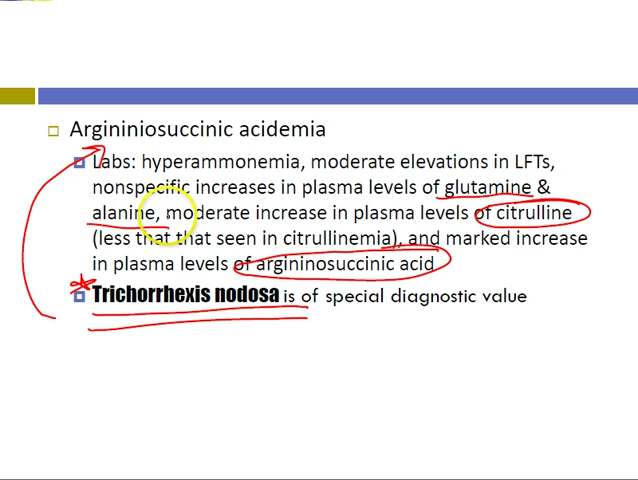 Argininiosuccinic acidemia
Labs: hyperammonemia, moderate elevations in LFTs,
nonspecific increases in plasma levels of glutamine &
alanine, moderate increase in plasma levels of citrulline
(less that that seen in citrullinemia), and marked increase
in plasma levels of argininosuccinic acid
Trichorrhexis nodosa is of special diagnostic value